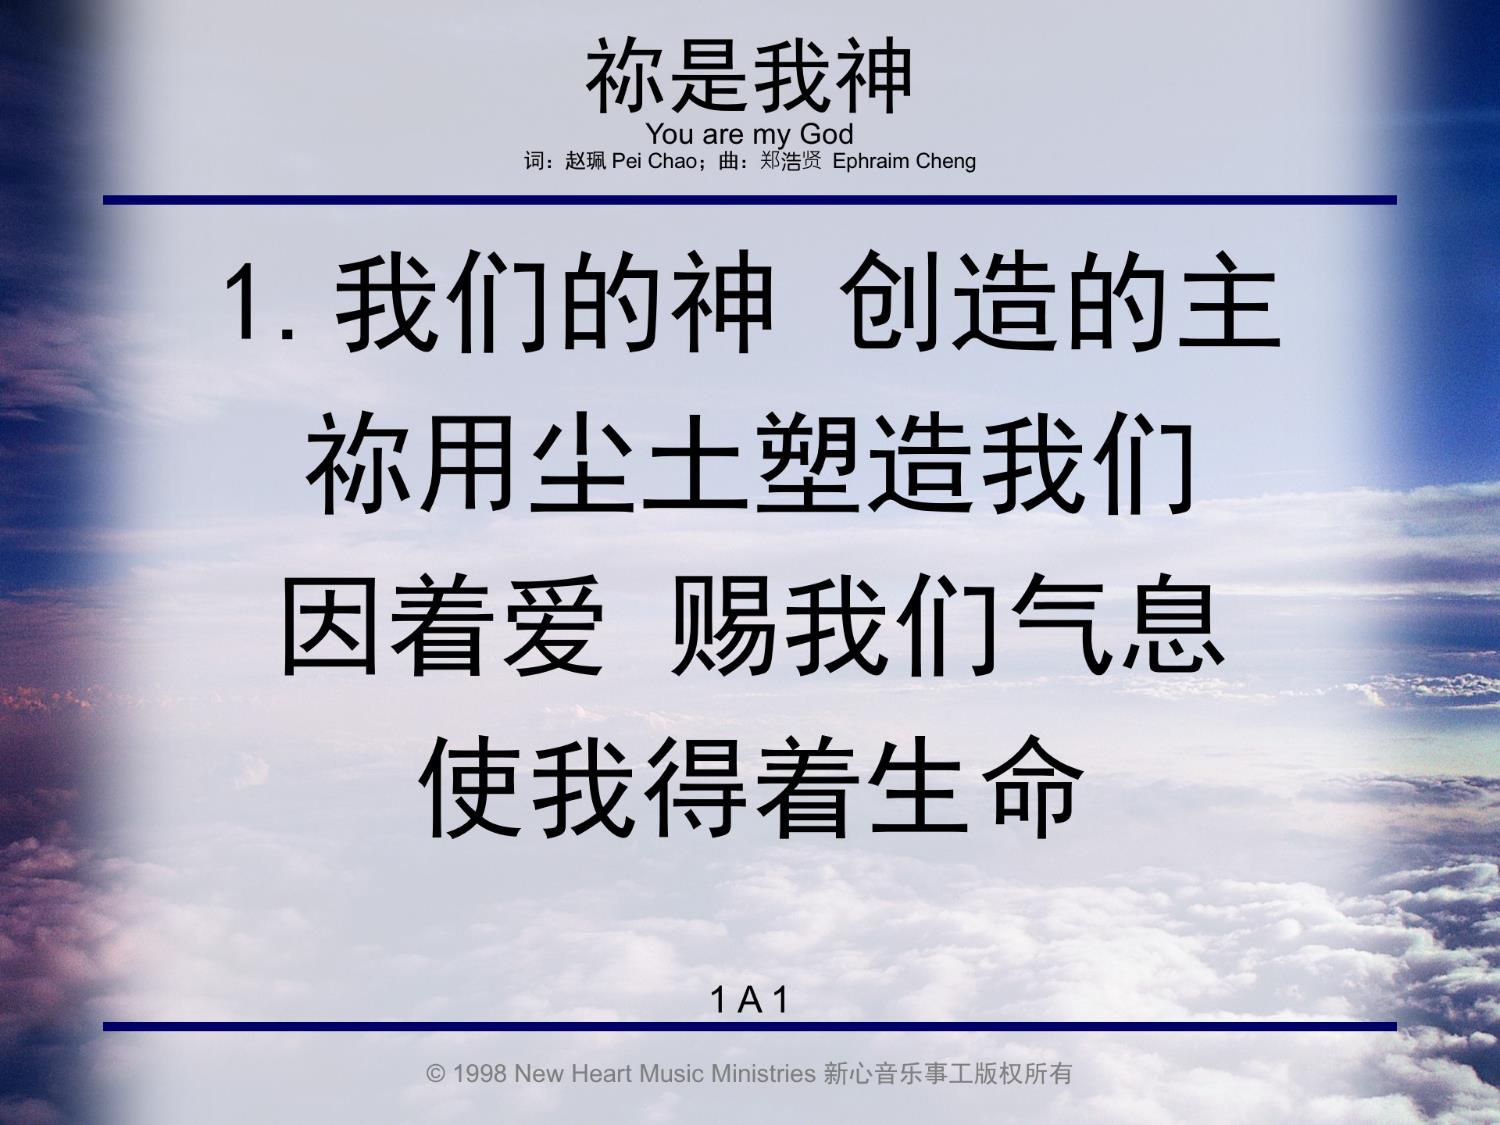 祢是我神
You are my God
词：赵珮 Pei Chao；曲：郑浩贤 Ephraim Cheng
1. 我们的神 创造的主
祢用尘土塑造我们
因着爱 赐我们气息
使我得着生命
1 A 1
© 1998 New Heart Music Ministries 新心音乐事工版权所有